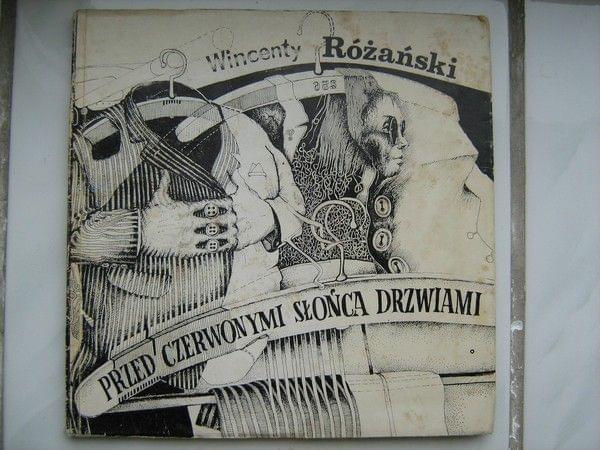 Wincenty Różański
PRZED CZERWONYMI SŁOŃCA DRZWIAMI